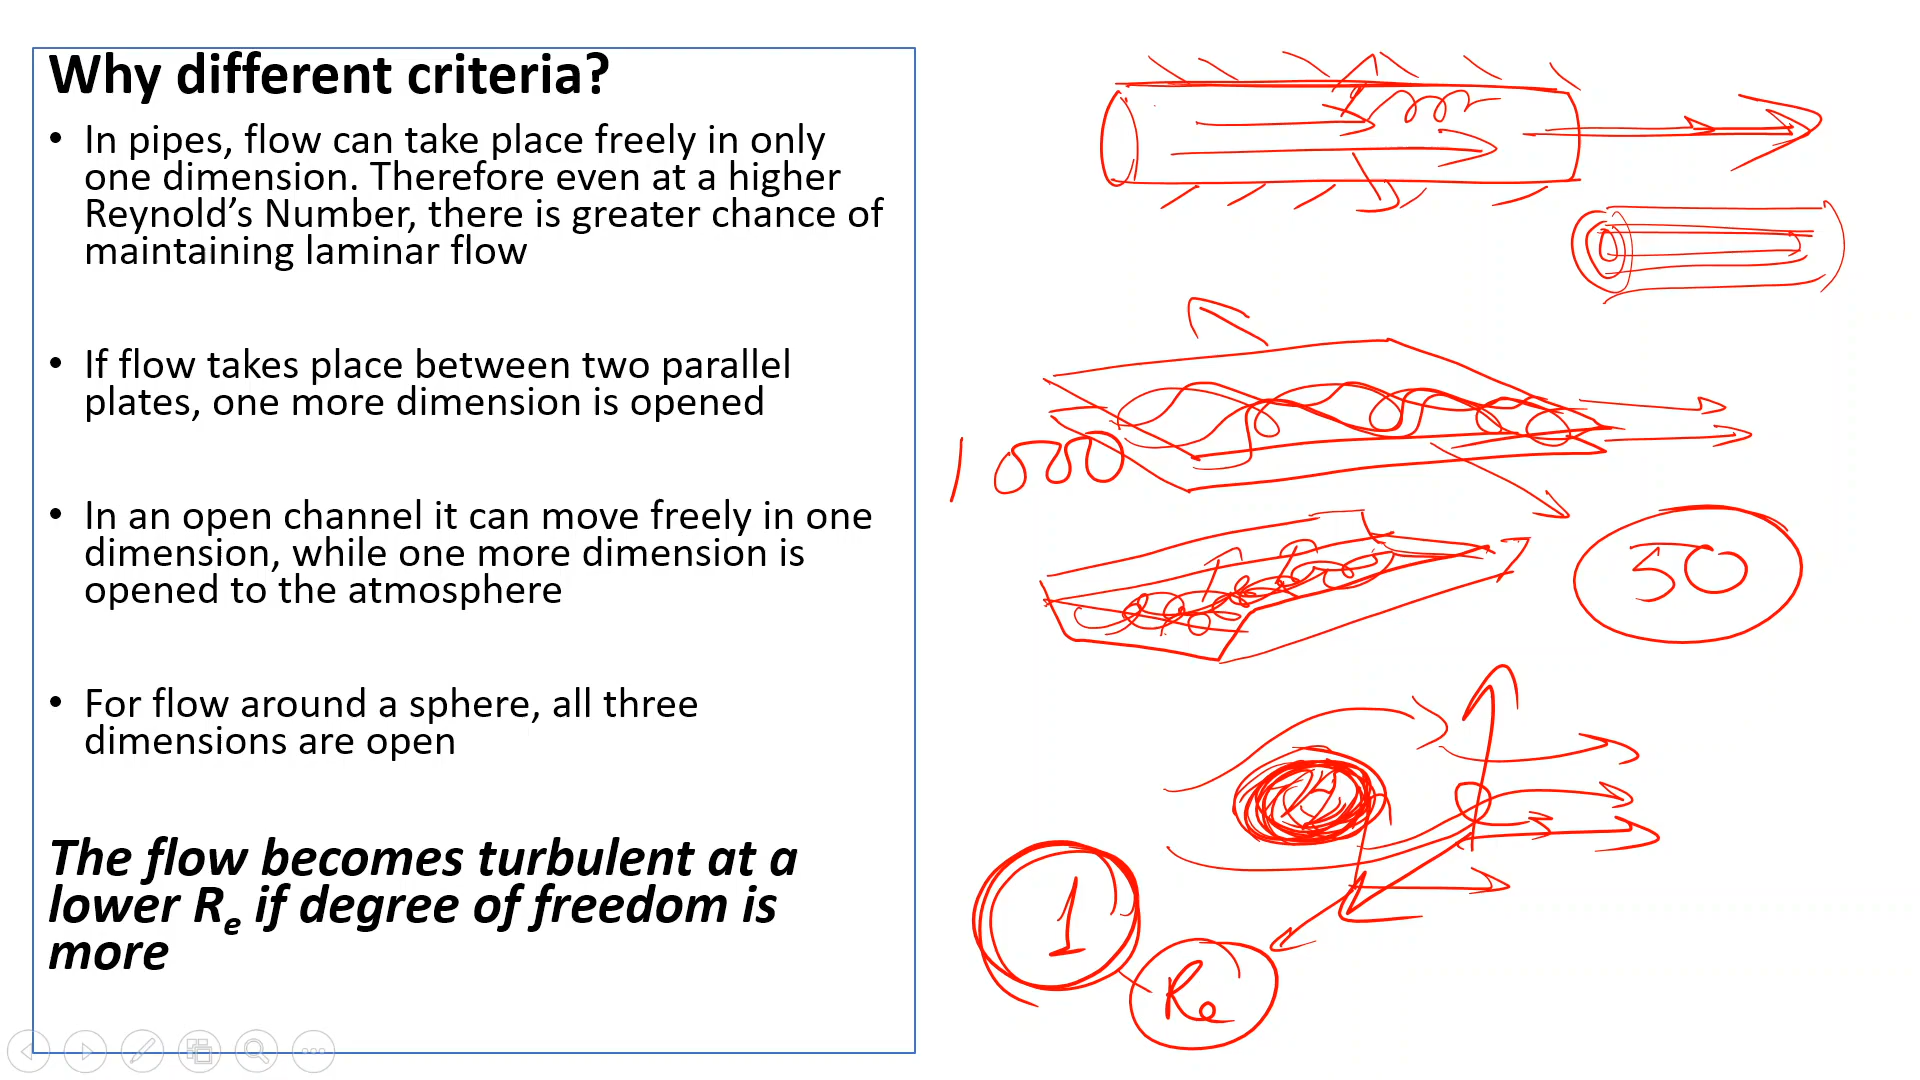 Why different criteria?
• In pipes, flow can take place freely in only
one dimension. Therefore even at a higher
Reynold’s Number, there is greater chance of
maintaining laminar flow
• If flow takes place between two parallel
plates, one more dimension is opened
• In an open channel it can move freely in one
dimension, while one more dimension is
opened to the atmosphere
• For flow around a sphere, all three
dimensions are open
The flow becomes turbulent at a
lower Re if degree of freedom is
more
1000
50
1
Re